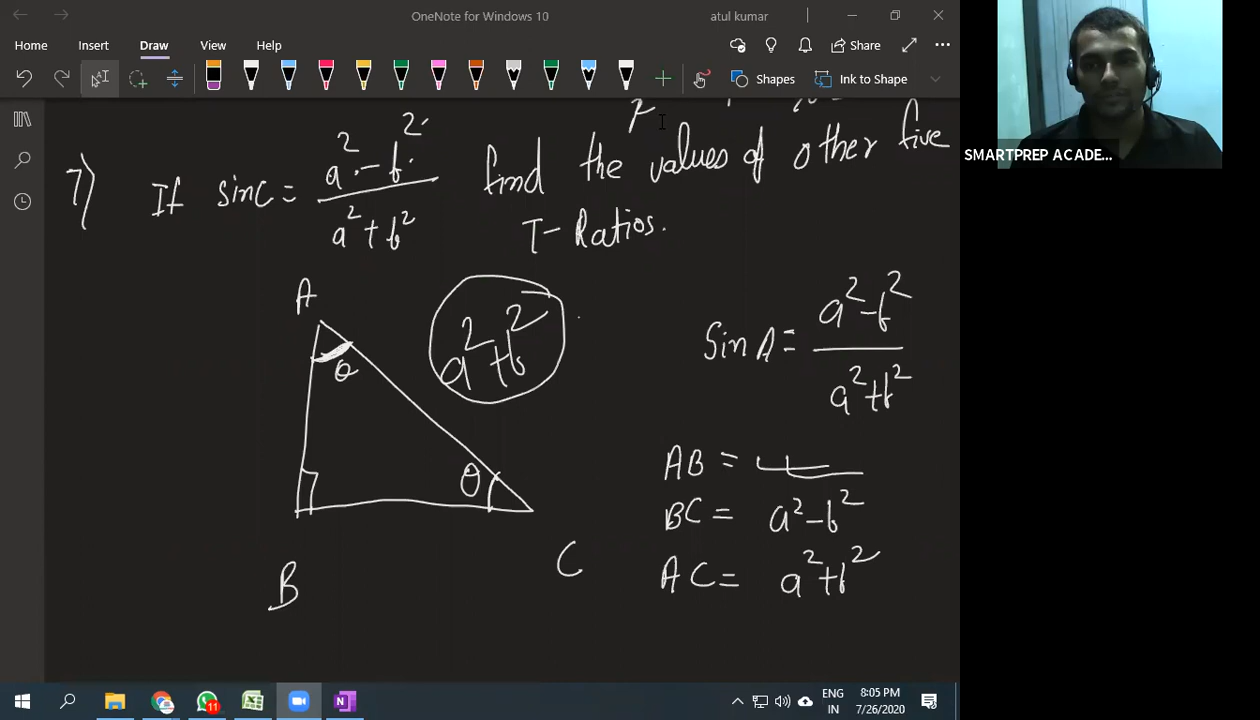 OneNote for Windows 10
atul kumar
Home Insert Draw View Help
Share
Shapes
Ink to Shape
SMARTPREP ACADE...
7) If sinC = a² - b² / a² + b² find the values of other five
T-Ratios.
A
a²+b²
θ
θ
B
C
Sin A = a²-b² / a²+b²
AB =
BC = a²-b²
AC = a²+b²
11
ENG
IN
8:05 PM
7/26/2020